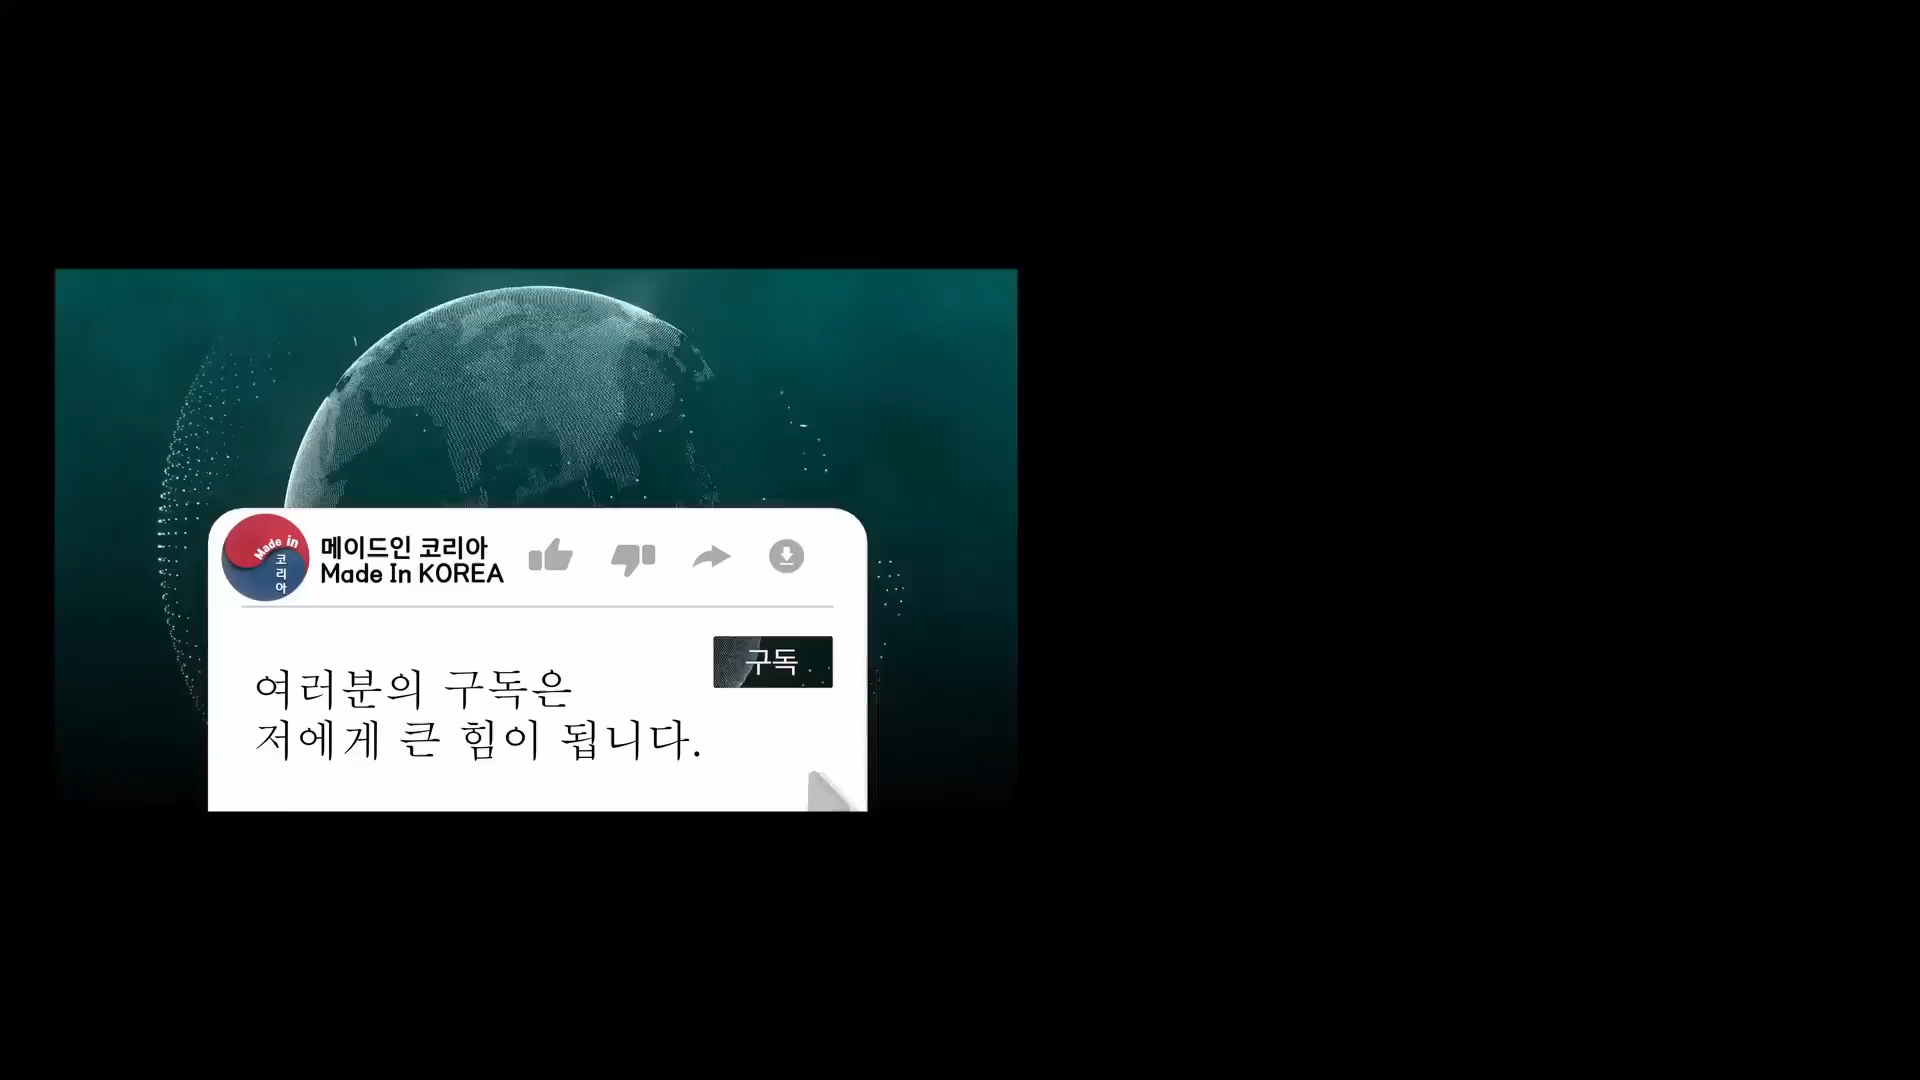 Made in
코리아
메이드인 코리아
Made In KOREA
구독
여러분의 구독은
저에게 큰 힘이 됩니다.